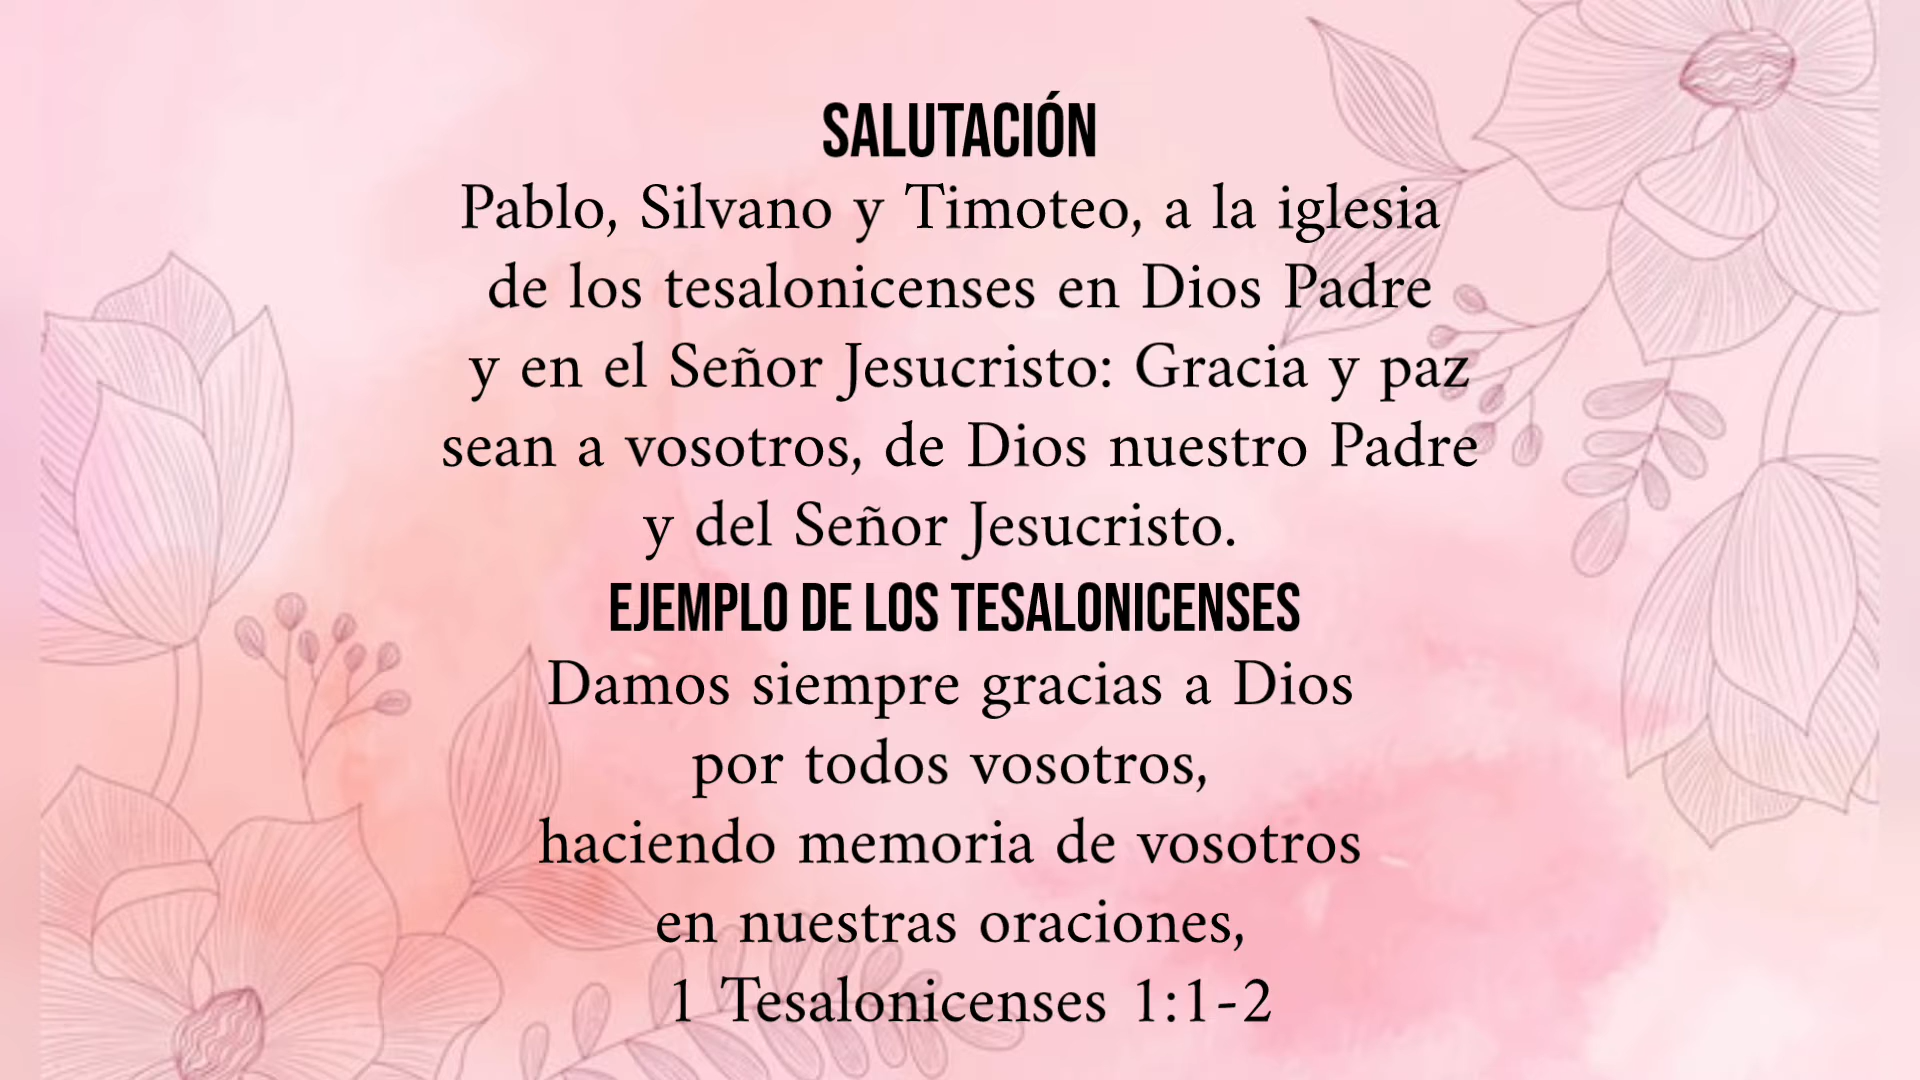 SALUTACIÓN
Pablo, Silvano y Timoteo, a la iglesia
de los tesalonicenses en Dios Padre
y en el Señor Jesucristo: Gracia y paz
sean a vosotros, de Dios nuestro Padre
y del Señor Jesucristo.
EJEMPLO DE LOS TESALONICENSES
Damos siempre gracias a Dios
por todos vosotros,
haciendo memoria de vosotros
en nuestras oraciones,
1 Tesalonicenses 1:1-2